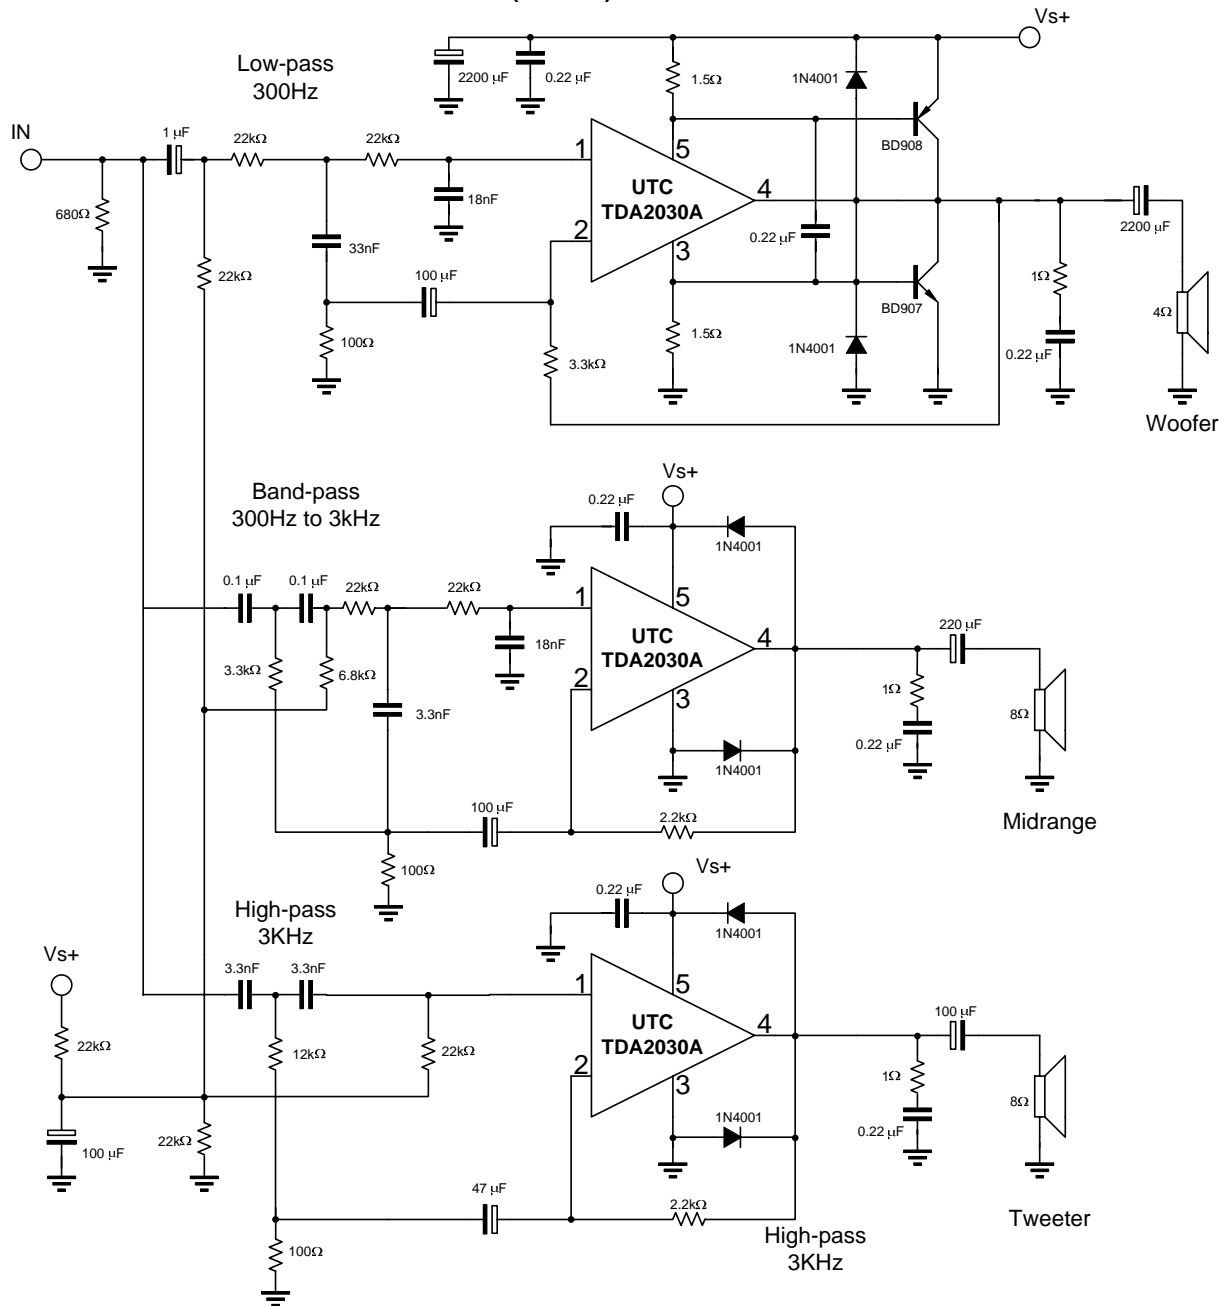 Vs+
Low-pass
300Hz
2200 µF
0.22 µF
1.5Ω
1N4001
BD908
IN
1 µF
22kΩ
22kΩ
1
5
UTC
TDA2030A
4
680Ω
18nF
2
3
0.22 µF
2200 µF
33nF
22kΩ
100 µF
BD907
1Ω
4Ω
100Ω
1.5Ω
1N4001
0.22 µF
3.3kΩ
Woofer
Vs+
Band-pass
300Hz to 3kHz
0.22 µF
1N4001
0.1 µF
0.1 µF
22kΩ
22kΩ
1
5
UTC
TDA2030A
4
220 µF
18nF
3.3kΩ
6.8kΩ
2
3
1Ω
8Ω
3.3nF
0.22 µF
1N4001
100 µF
2.2kΩ
Midrange
100Ω
Vs+
0.22 µF
High-pass
3KHz
1N4001
Vs+
3.3nF
3.3nF
1
5
UTC
TDA2030A
4
100 µF
22kΩ
12kΩ
22kΩ
2
3
1Ω
8Ω
1N4001
0.22 µF
100 µF
22kΩ
47 µF
2.2kΩ
Tweeter
High-pass
3KHz
100Ω